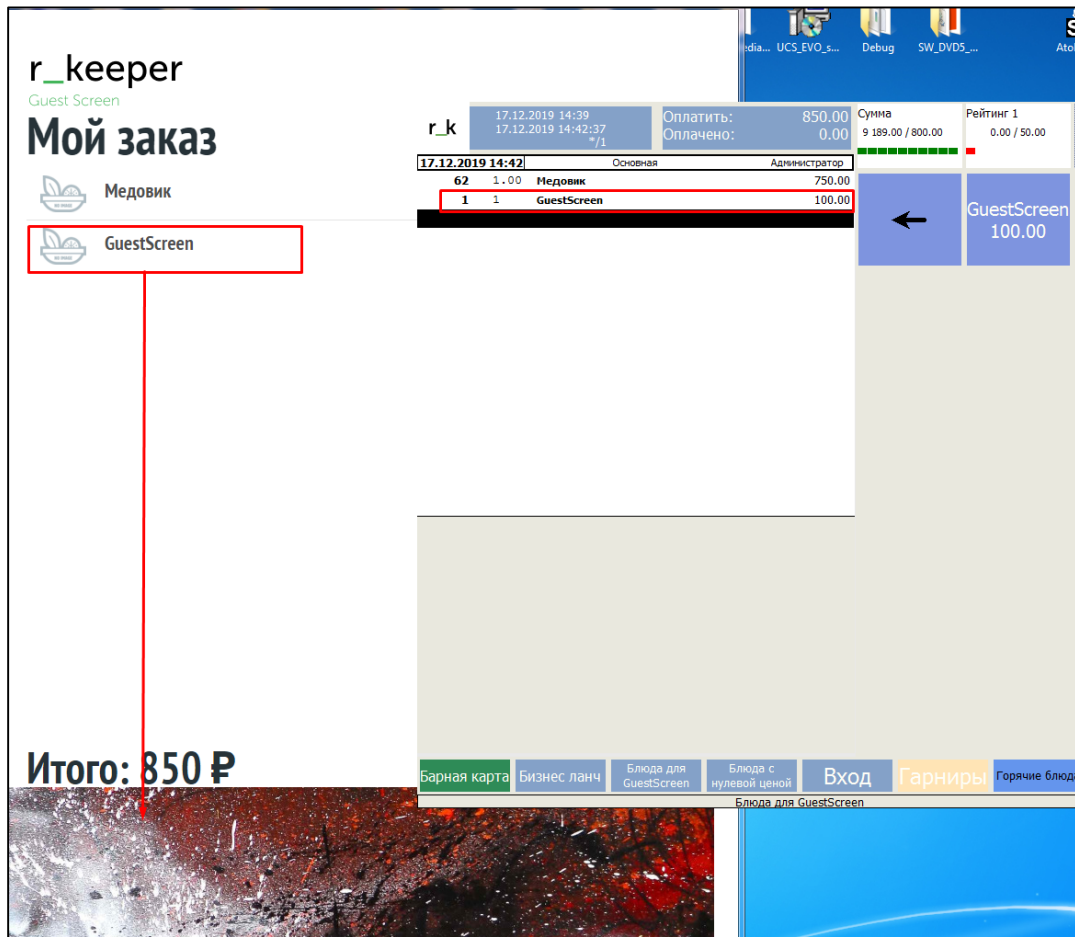 r_keeper
Guest Screen
Мой заказ
Медовик
GuestScreen
Итого: 850 ₽
UCS_EVO_s...
Debug
SW_DVD5_...
r_k
17.12.2019 14:39
17.12.2019 14:42:37
*/1
Оплатить: 850.00
Оплачено: 0.00
Сумма
9 189.00 / 800.00
Рейтинг 1
0.00 / 50.00
17.12.2019 14:42 Основная Администратор
62 1.00 Медовик 750.00
1 1 GuestScreen 100.00
GuestScreen
100.00
Барная карта
Бизнес ланч
Блюда для
GuestScreen
Блюда с
нулевой ценой
Вход
Гарниры
Горячие блюда
Блюда для GuestScreen